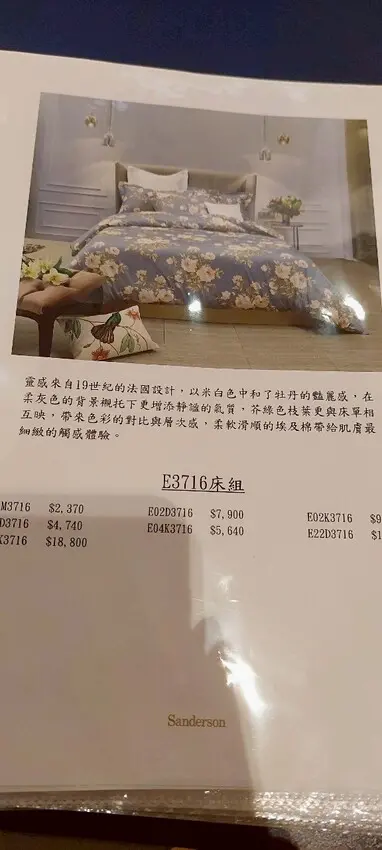 靈感來自19世紀的法國設計，以米白色中和了牡丹的豔麗感，在
柔灰色的背景襯托下更增添靜謐的氣質，芥綠色枝葉更與床單相
互映，帶來色彩的對比與層次感，柔軟滑順的埃及棉帶給肌膚最
細緻的觸感體驗。
E3716床組
M3716 $2,370 E02D3716 $7,900 E02K3716 $9
D3716 $4,740 E04K3716 $5,640 E22D3716 $1
K3716 $18,800
Sanderson